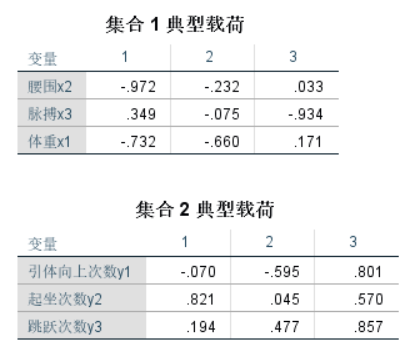 集合 1 典型载荷
变量 1 2 3
腰围x2 -.972 -.232 .033
脉搏x3 .349 -.075 -.934
体重x1 -.732 -.660 .171
集合 2 典型载荷
变量 1 2 3
引体向上次数y1 -.070 -.595 .801
起坐次数y2 .821 .045 .570
跳跃次数y3 .194 .477 .857